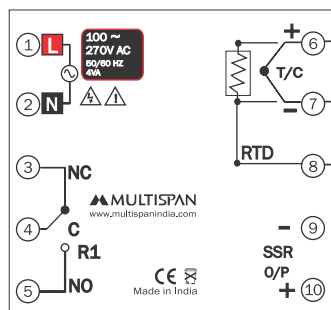 1 L
2 N
100 ~
270V AC
50/60 HZ
4VA
+ 6
T/C
- 7
RTD 8
3 NC
4 C
R1
5 NO
MULTISPAN
www.multispanindia.com
CE
Made in India
- 9
SSR
O/P
+ 10